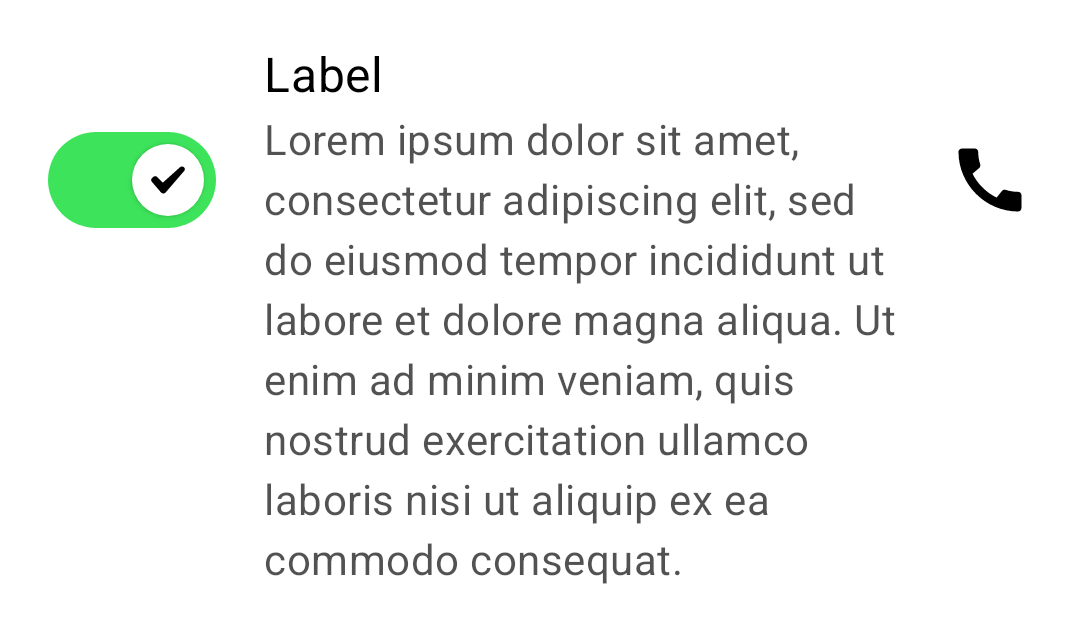 Label
Lorem ipsum dolor sit amet,
consectetur adipiscing elit, sed
do eiusmod tempor incididunt ut
labore et dolore magna aliqua. Ut
enim ad minim veniam, quis
nostrud exercitation ullamco
laboris nisi ut aliquip ex ea
commodo consequat.